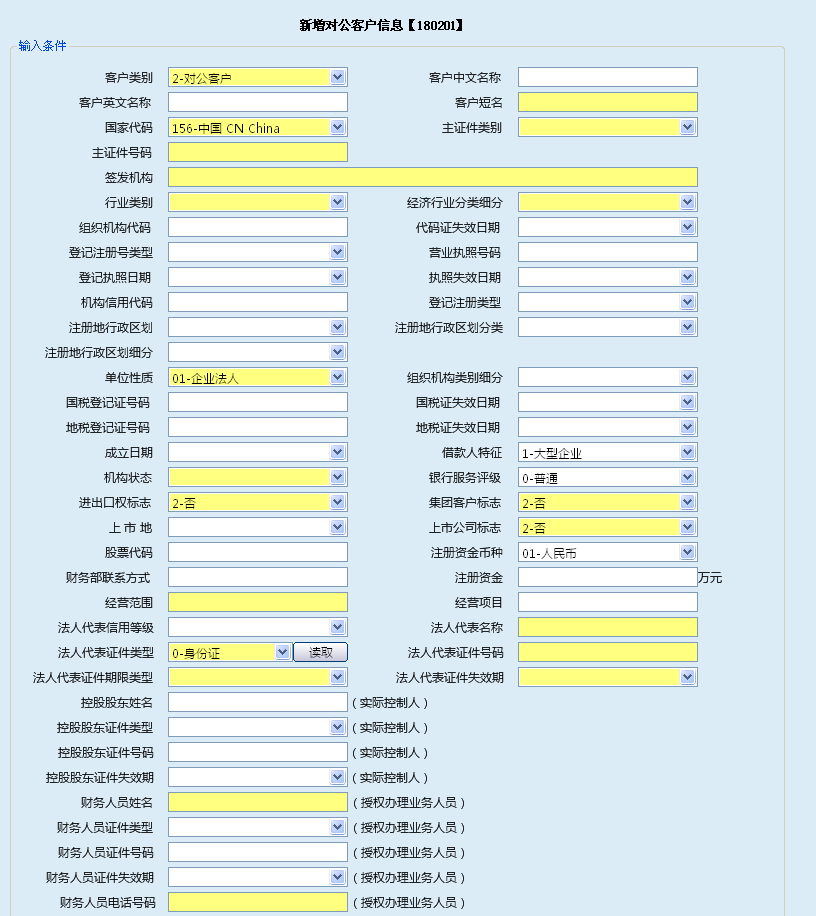 新增对公客户信息【180201】
输入条件
客户类别 2-对公客户 客户中文名称
客户英文名称 客户短名
国家代码 156-中国 CN China 主证件类别
主证件号码
签发机构
行业类别 经济行业分类细分
组织机构代码 代码证失效日期
登记注册号类型 营业执照号码
登记执照日期 执照失效日期
机构信用代码 登记注册类型
注册地行政区划 注册地行政区划分类
注册地行政区划细分
单位性质 01-企业法人 组织机构类别细分
国税登记证号码 国税证失效日期
地税登记证号码 地税证失效日期
成立日期 借款人特征 1-大型企业
机构状态 银行服务评级 0-普通
进出口权标志 2-否 集团客户标志 2-否
上 市 地 上市公司标志 2-否
股票代码 注册资金币种 01-人民币
财务部联系方式 注册资金 万元
经营范围 经营项目
法人代表信用等级 法人代表名称
法人代表证件类型 0-身份证 读取 法人代表证件号码
法人代表证件期限类型 法人代表证件失效期
控股股东姓名 （实际控制人）
控股股东证件类型 （实际控制人）
控股股东证件号码 （实际控制人）
控股股东证件失效期 （实际控制人）
财务人员姓名 （授权办理业务人员）
财务人员证件类型 （授权办理业务人员）
财务人员证件号码 （授权办理业务人员）
财务人员证件失效期 （授权办理业务人员）
财务人员电话号码 （授权办理业务人员）